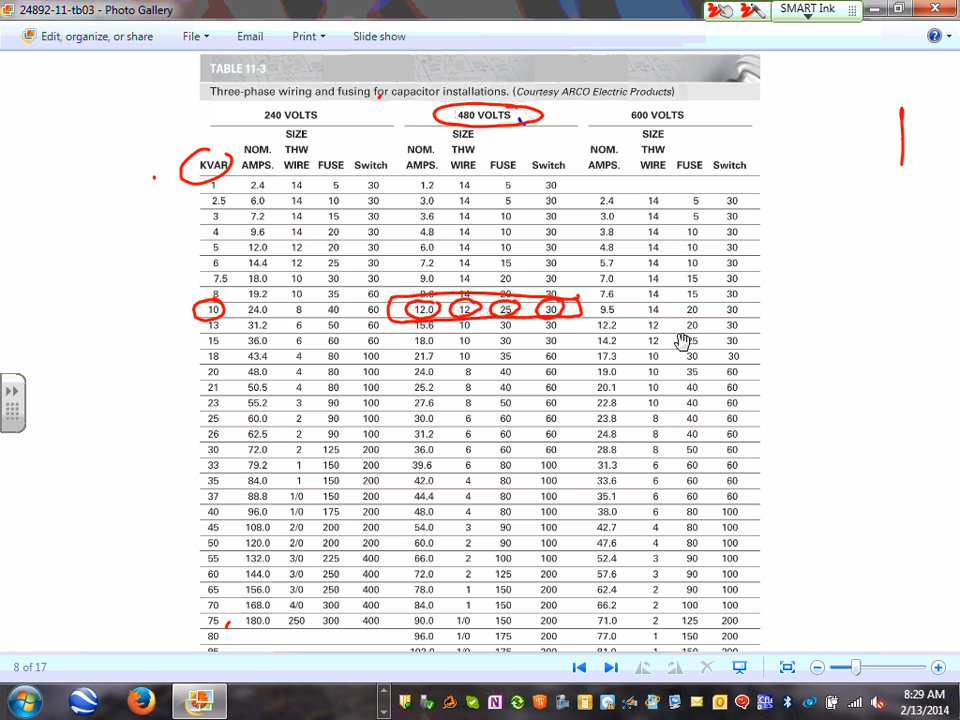 24892-11-tb03 - Photo Gallery
SMART Ink
Edit, organize, or share File Email Print Slide show
TABLE 11-3
Three-phase wiring and fusing for capacitor installations. (Courtesy ARCO Electric Products)
240 VOLTS 480 VOLTS 600 VOLTS
SIZE SIZE SIZE
NOM. THW NOM. THW NOM. THW
KVAR AMPS. WIRE FUSE Switch AMPS. WIRE FUSE Switch AMPS. WIRE FUSE Switch
1 2.4 14 5 30 1.2 14 5 30
2.5 6.0 14 10 30 3.0 14 5 30 2.4 14 5 30
3 7.2 14 15 30 3.6 14 10 30 3.0 14 5 30
4 9.6 14 20 30 4.8 14 10 30 3.8 14 10 30
5 12.0 12 20 30 6.0 14 10 30 4.8 14 10 30
6 14.4 12 25 30 7.2 14 15 30 5.7 14 10 30
7.5 18.0 10 30 30 9.0 14 20 30 7.0 14 15 30
8 19.2 10 35 60 14 20 30 7.6 14 15 30
10 24.0 8 40 60 12.0 12 25 30 9.5 14 20 30
13 31.2 6 50 60 15.6 10 30 30 12.2 12 20 30
15 36.0 6 60 60 18.0 10 30 30 14.2 12 25 30
18 43.4 4 80 100 21.7 10 35 60 17.3 10 30 30
20 48.0 4 80 100 24.0 8 40 60 19.0 10 35 60
21 50.5 4 80 100 25.2 8 40 60 20.1 10 40 60
23 55.2 3 90 100 27.6 8 50 60 22.8 10 40 60
25 60.0 2 90 100 30.0 6 60 60 23.8 8 40 60
26 62.5 2 90 100 31.2 6 60 60 24.8 8 40 60
30 72.0 2 125 200 36.0 6 60 60 28.8 8 50 60
33 79.2 1 150 200 39.6 6 80 100 31.3 6 60 60
35 84.0 1 150 200 42.0 4 80 100 33.6 6 60 60
37 88.8 1/0 150 200 44.4 4 80 100 35.1 6 60 60
40 96.0 1/0 175 200 48.0 4 80 100 38.0 6 80 100
45 108.0 2/0 200 200 54.0 3 90 100 42.7 4 80 100
50 120.0 2/0 200 200 60.0 2 90 100 47.6 4 80 100
55 132.0 3/0 225 400 66.0 2 100 100 52.4 3 90 100
60 144.0 3/0 250 400 72.0 2 125 200 57.6 3 90 100
65 156.0 3/0 250 400 78.0 1 150 200 62.4 2 90 100
70 168.0 4/0 300 400 84.0 1 150 200 66.2 2 100 100
75 180.0 250 300 400 90.0 1/0 150 200 71.0 2 125 200
80 96.0 1/0 175 200 77.0 1 150 200
8 of 17
8:29 AM
2/13/2014